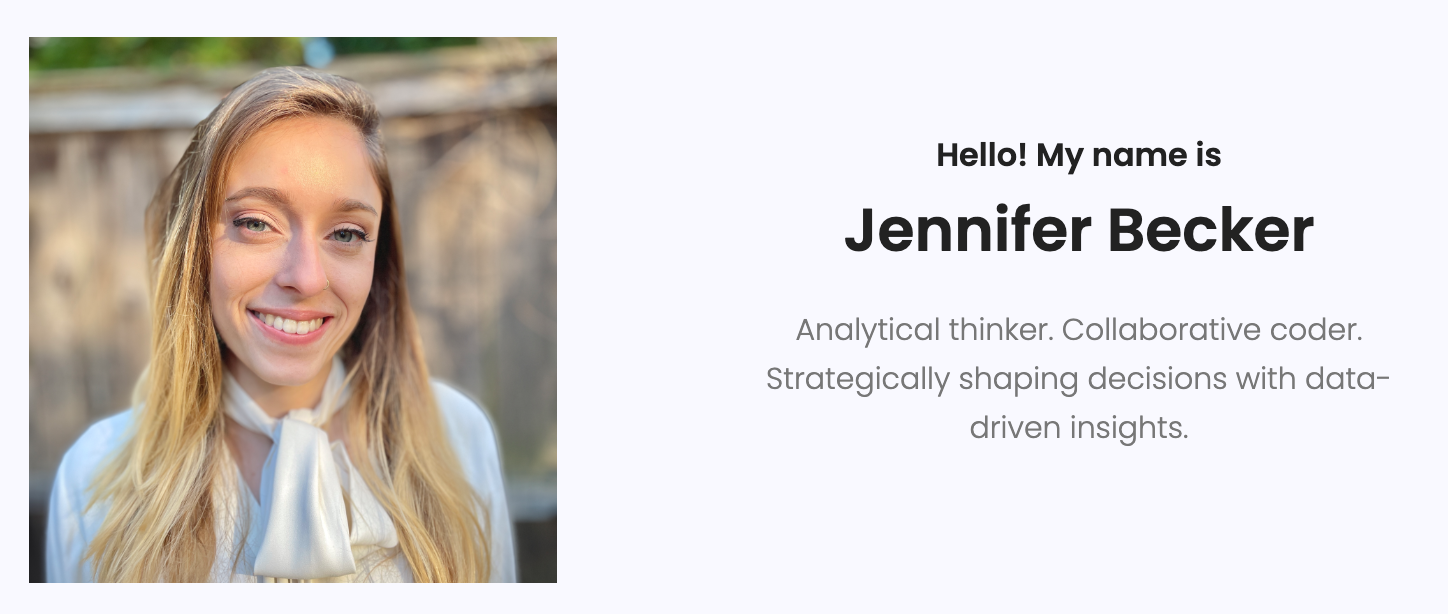 Hello! My name is
Jennifer Becker
Analytical thinker. Collaborative coder.
Strategically shaping decisions with data-
driven insights.